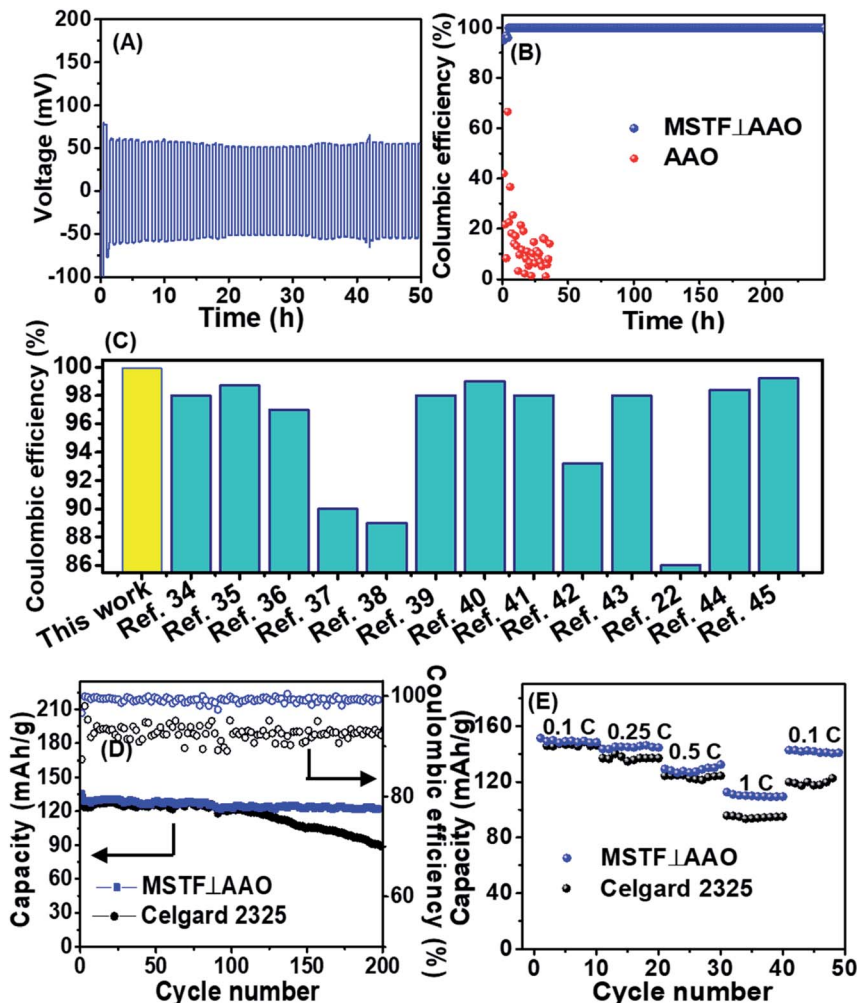 (A)
Voltage (mV)
100
75
50
25
0
-25
-50
-75
-100
0 10 20 30 40 50
Time (h)
(B)
Columbic efficiency (%)
100
80
60
40
20
0
MSTF⊥AAO
AAO
0 50 100 150 200
Time (h)
(C)
Coulombic efficiency (%)
100
98
96
94
92
90
88
86
This work Ref. 34 Ref. 35 Ref. 36 Ref. 37 Ref. 38 Ref. 39 Ref. 40 Ref. 41 Ref. 42 Ref. 43 Ref. 22 Ref. 44 Ref. 45
(D)
Capacity (mAh/g)
210
180
150
120
90
60
30
0
MSTF⊥AAO
Celgard 2325
0 50 100 150 200
Cycle number
100
80
60
Coulombic efficiency (%)
(E)
Capacity (mAh/g)
160
120
80
40
0
0.1 C 0.25 C 0.5 C 1 C 0.1 C
MSTF⊥AAO
Celgard 2325
0 10 20 30 40 50
Cycle number